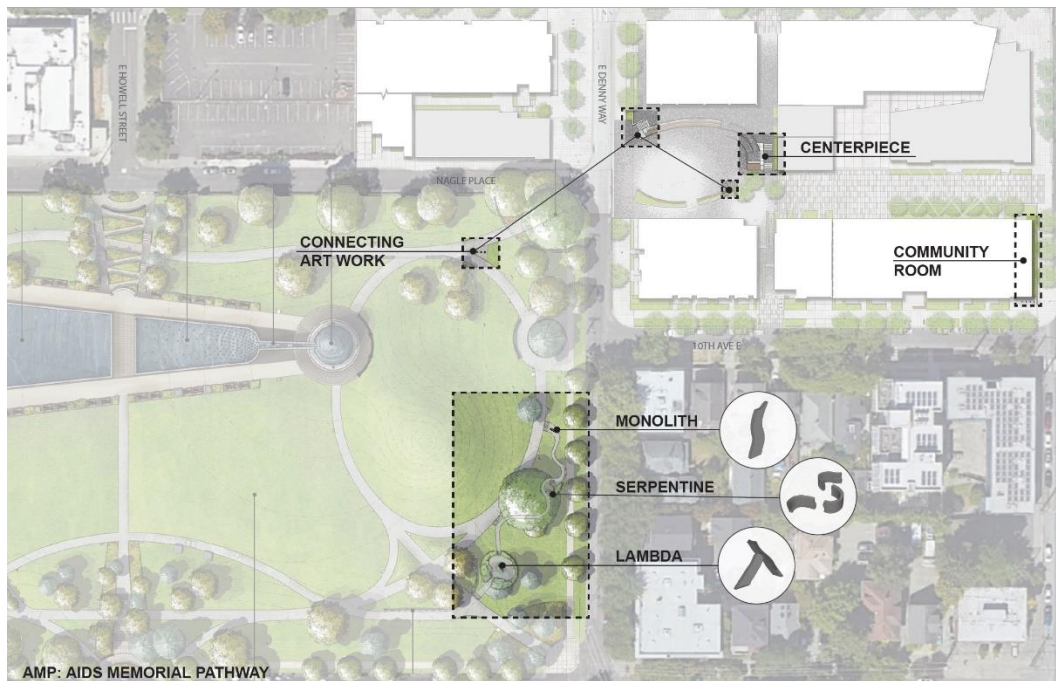 E HOWELL STREET
E DENNY WAY
CENTERPIECE
NAGLE PLACE
CONNECTING
ART WORK
COMMUNITY
ROOM
10TH AVE E
MONOLITH
SERPENTINE
LAMBDA
AMP: AIDS MEMORIAL PATHWAY